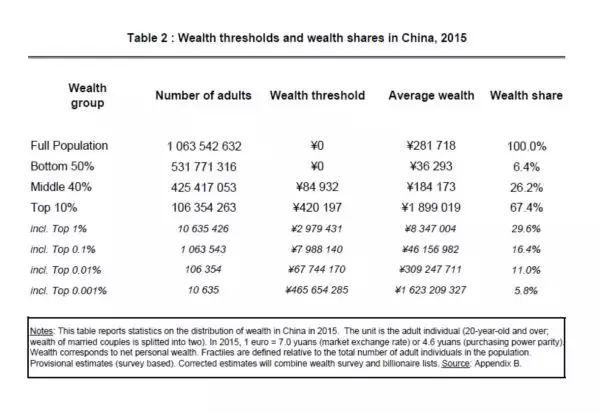 Table 2 : Wealth thresholds and wealth shares in China, 2015
Wealth group Number of adults Wealth threshold Average wealth Wealth share
Full Population 1 063 542 632 ¥0 ¥281 718 100.0%
Bottom 50% 531 771 316 ¥0 ¥36 293 6.4%
Middle 40% 425 417 053 ¥84 932 ¥184 173 26.2%
Top 10% 106 354 263 ¥420 197 ¥1 899 019 67.4%
incl. Top 1% 10 635 426 ¥2 979 431 ¥8 347 004 29.6%
incl. Top 0.1% 1 063 543 ¥7 988 140 ¥46 156 982 16.4%
incl. Top 0.01% 106 354 ¥67 744 170 ¥309 247 711 11.0%
incl. Top 0.001% 10 635 ¥465 654 285 ¥1 623 209 327 5.8%
Notes: This table reports statistics on the distribution of wealth in China in 2015. The unit is the adult individual (20-year-old and over;
wealth of married couples is splitted into two). In 2015, 1 euro = 7.0 yuans (market exchange rate) or 4.6 yuans (purchasing power parity).
Wealth corresponds to net personal wealth. Fractiles are defined relative to the total number of adult individuals in the population.
Provisional estimates (survey based). Corrected estimates will combine wealth survey and billionaire lists. Source: Appendix B.